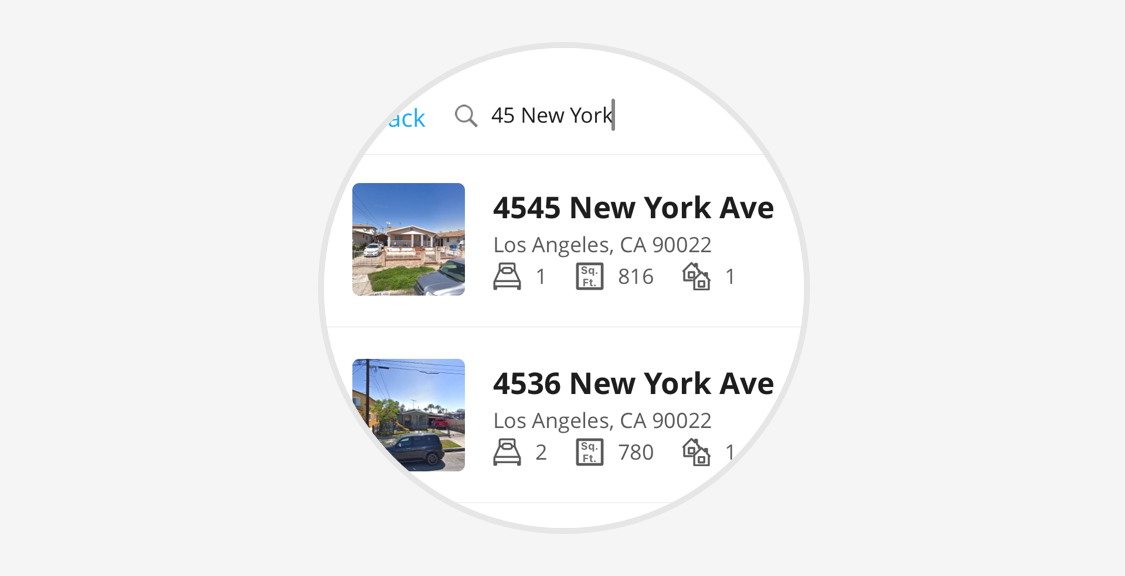 ack
45 New York
4545 New York Ave
Los Angeles, CA 90022
1 Sq. Ft. 816 1
4536 New York Ave
Los Angeles, CA 90022
2 Sq. Ft. 780 1